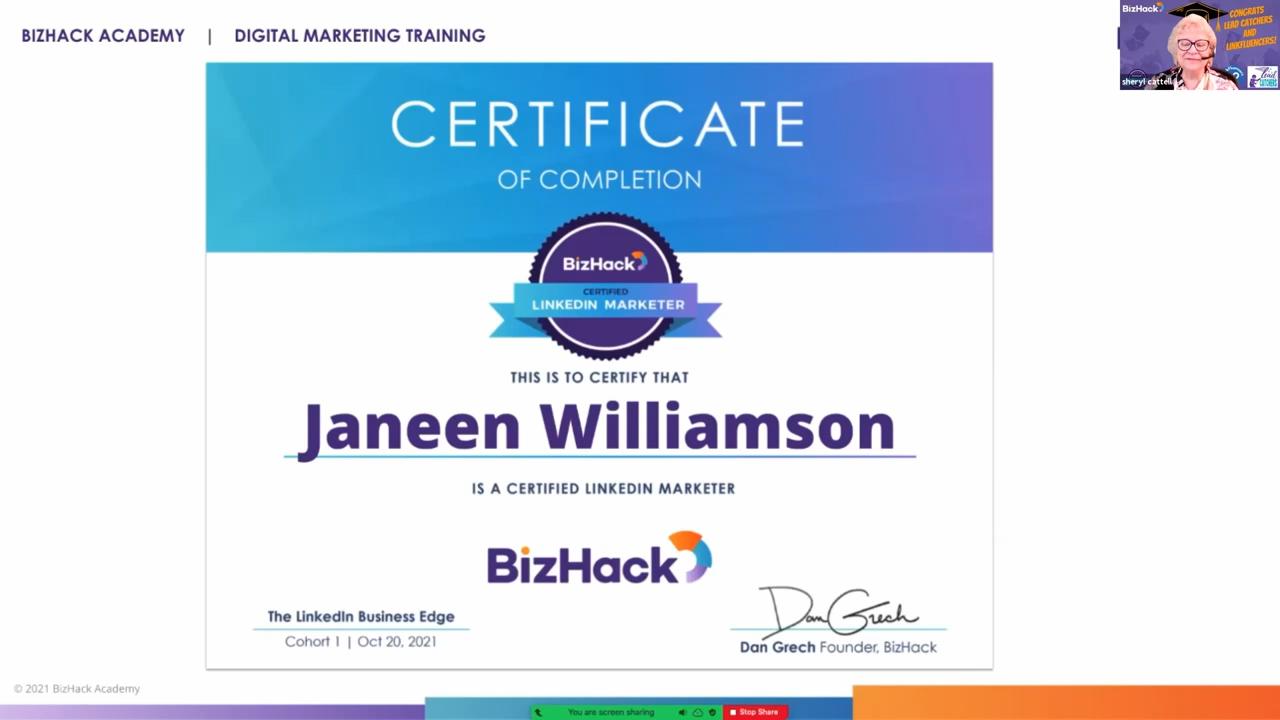 BIZHACK ACADEMY | DIGITAL MARKETING TRAINING
BizHack
CONGRATS
LEAD CATCHERS
AND
LINKFLUENCERS!
sheryl cattell
CERTIFICATE
OF COMPLETION
BizHack
CERTIFIED
LINKEDIN MARKETER
THIS IS TO CERTIFY THAT
Janeen Williamson
IS A CERTIFIED LINKEDIN MARKETER
BizHack
The LinkedIn Business Edge
Cohort 1 | Oct 20, 2021
Dan Grech
Dan Grech Founder, BizHack
© 2021 BizHack Academy
You are screen sharing
Stop Share